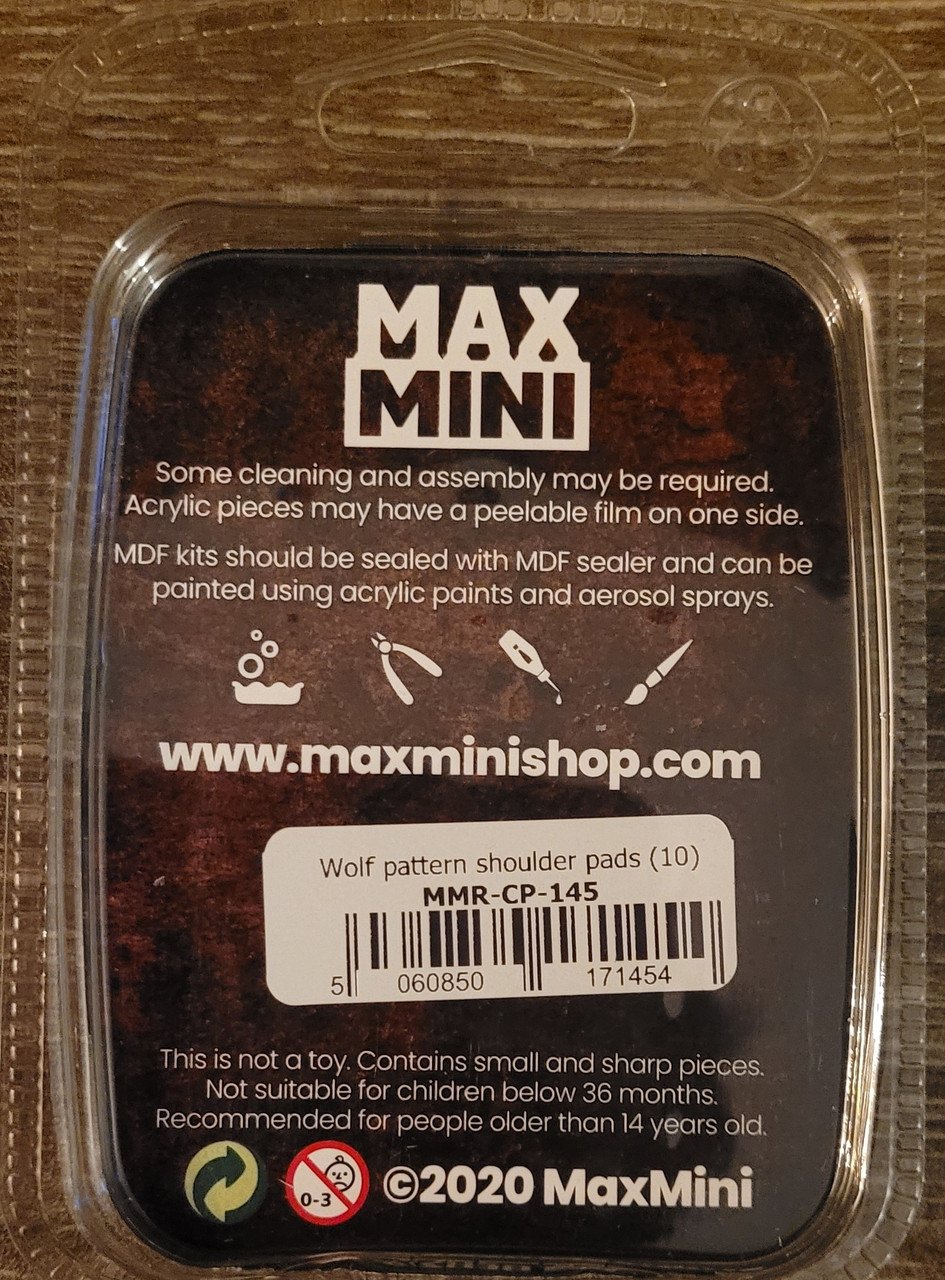 MAX
MINI
Some cleaning and assembly may be required.
Acrylic pieces may have a peelable film on one side.
MDF kits should be sealed with MDF sealer and can be
painted using acrylic paints and aerosol sprays.
www.maxminishop.com
Wolf pattern shoulder pads (10)
MMR-CP-145
5 060850 171454
This is not a toy. Contains small and sharp pieces.
Not suitable for children below 36 months.
Recommended for people older than 14 years old.
0-3 ©2020 MaxMini